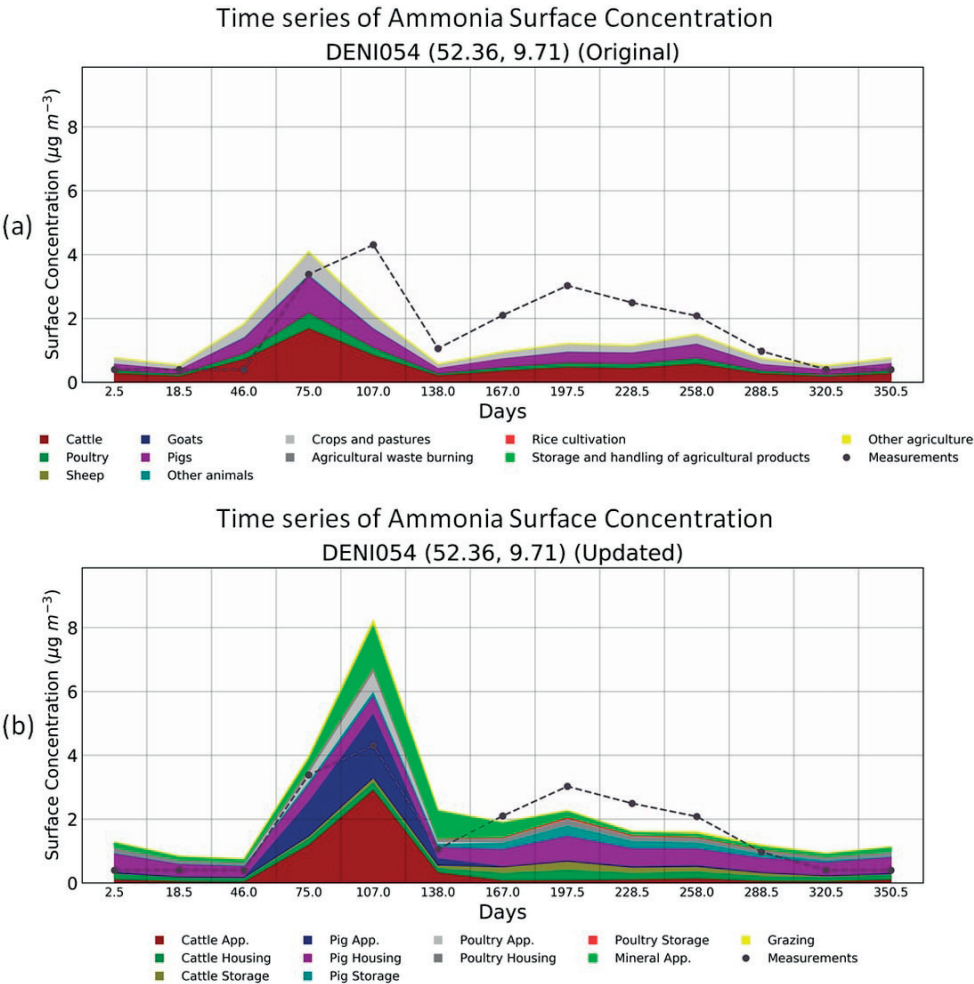 Time series of Ammonia Surface Concentration
DENI054 (52.36, 9.71) (Original)
(a)
Surface Concentration (μg m⁻³)
8
6
4
2
0
2.5 18.5 46.0 75.0 107.0 138.0 167.0 197.5 228.5 258.0 288.5 320.5 350.5
Days
Cattle Goats Crops and pastures Rice cultivation Other agriculture
Poultry Pigs Agricultural waste burning Storage and handling of agricultural products Measurements
Sheep Other animals
Time series of Ammonia Surface Concentration
DENI054 (52.36, 9.71) (Updated)
(b)
Surface Concentration (μg m⁻³)
8
6
4
2
0
2.5 18.5 46.0 75.0 107.0 138.0 167.0 197.5 228.5 258.0 288.5 320.5 350.5
Days
Cattle App. Pig App. Poultry App. Poultry Storage Grazing
Cattle Housing Pig Housing Poultry Housing Mineral App. Measurements
Cattle Storage Pig Storage